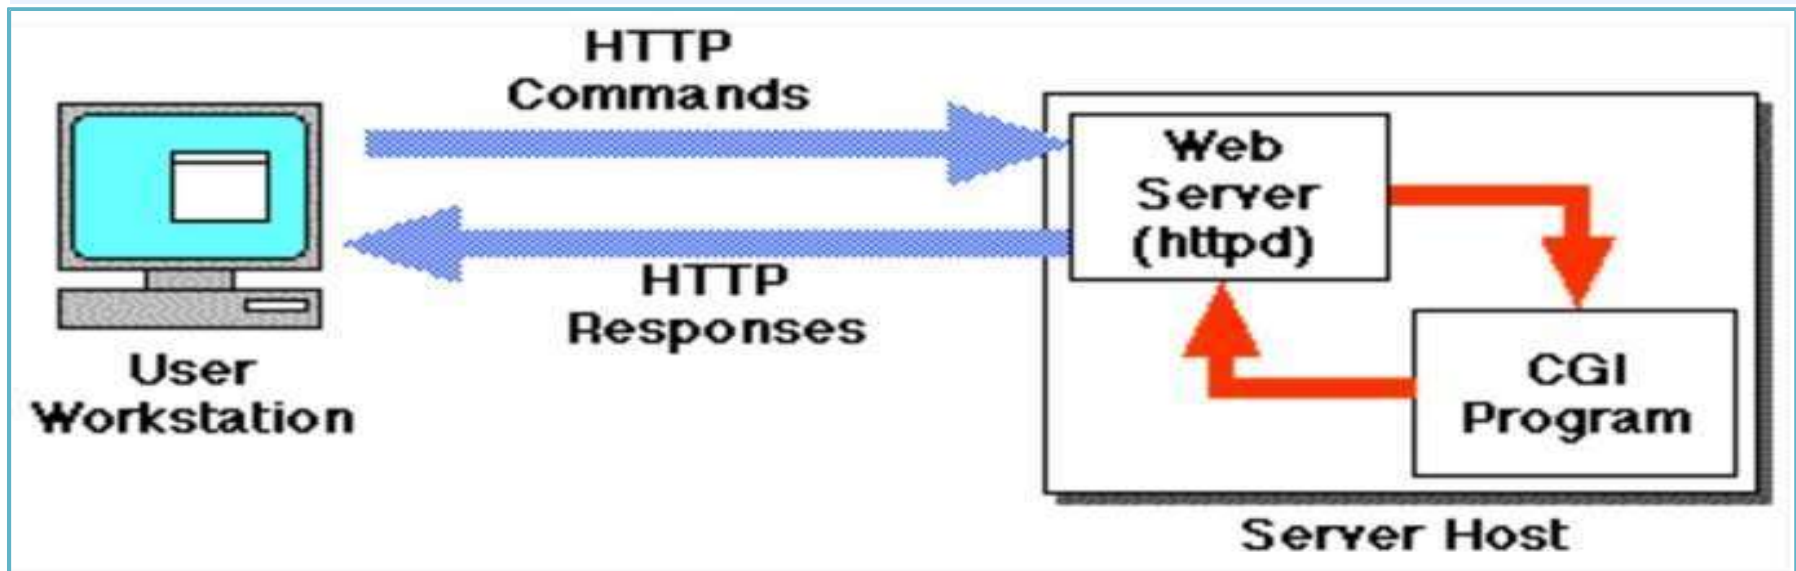 HTTP
Commands
HTTP
Responses
User
Workstation
Web
Server
(httpd)
CGI
Program
Server Host